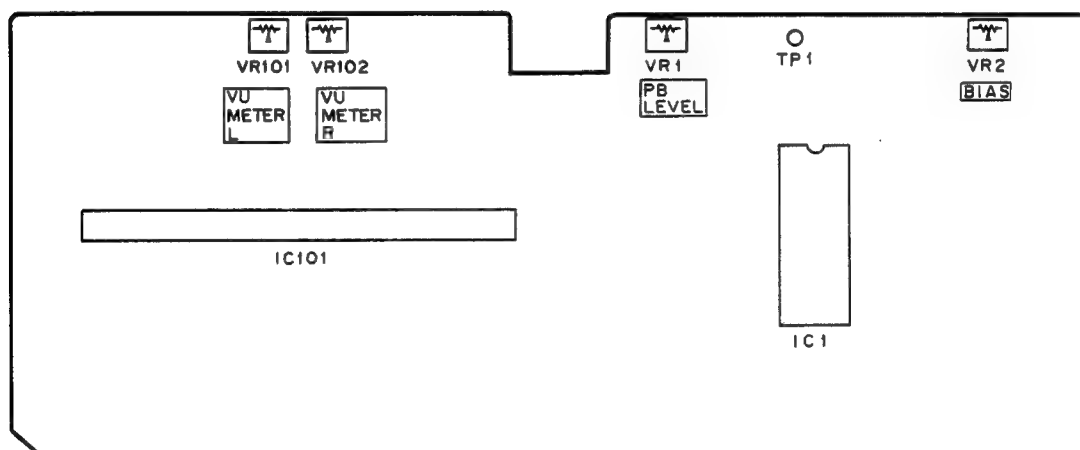 VR101 VR102 VR1 TP1 VR2
VU
METER
L
VU
METER
R
PB
LEVEL
BIAS
IC101
IC1